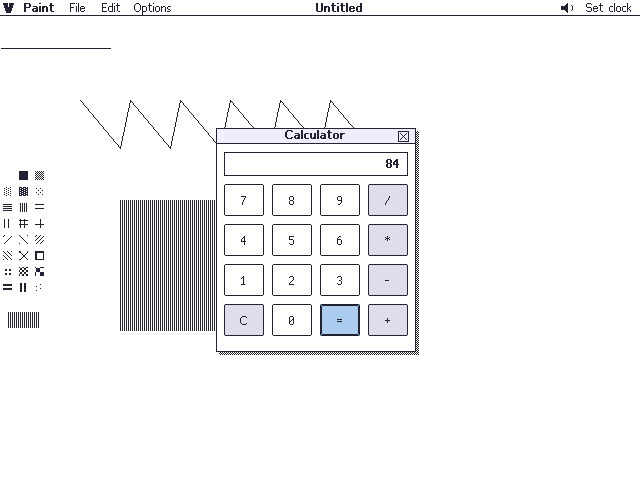 Paint File Edit Options Untitled Set clock
Calculator
84
7 8 9 /
4 5 6 *
1 2 3 -
C 0 = +